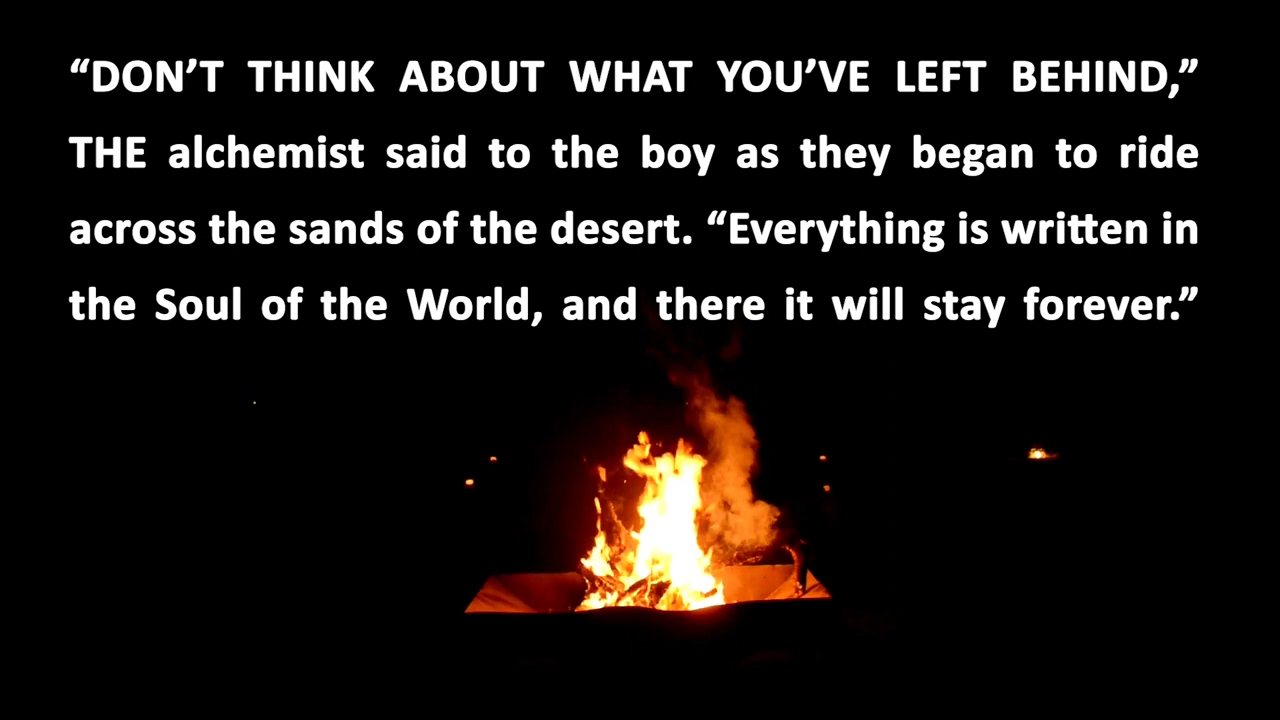 “DON’T THINK ABOUT WHAT YOU’VE LEFT BEHIND,”
THE alchemist said to the boy as they began to ride
across the sands of the desert. “Everything is written in
the Soul of the World, and there it will stay forever.”